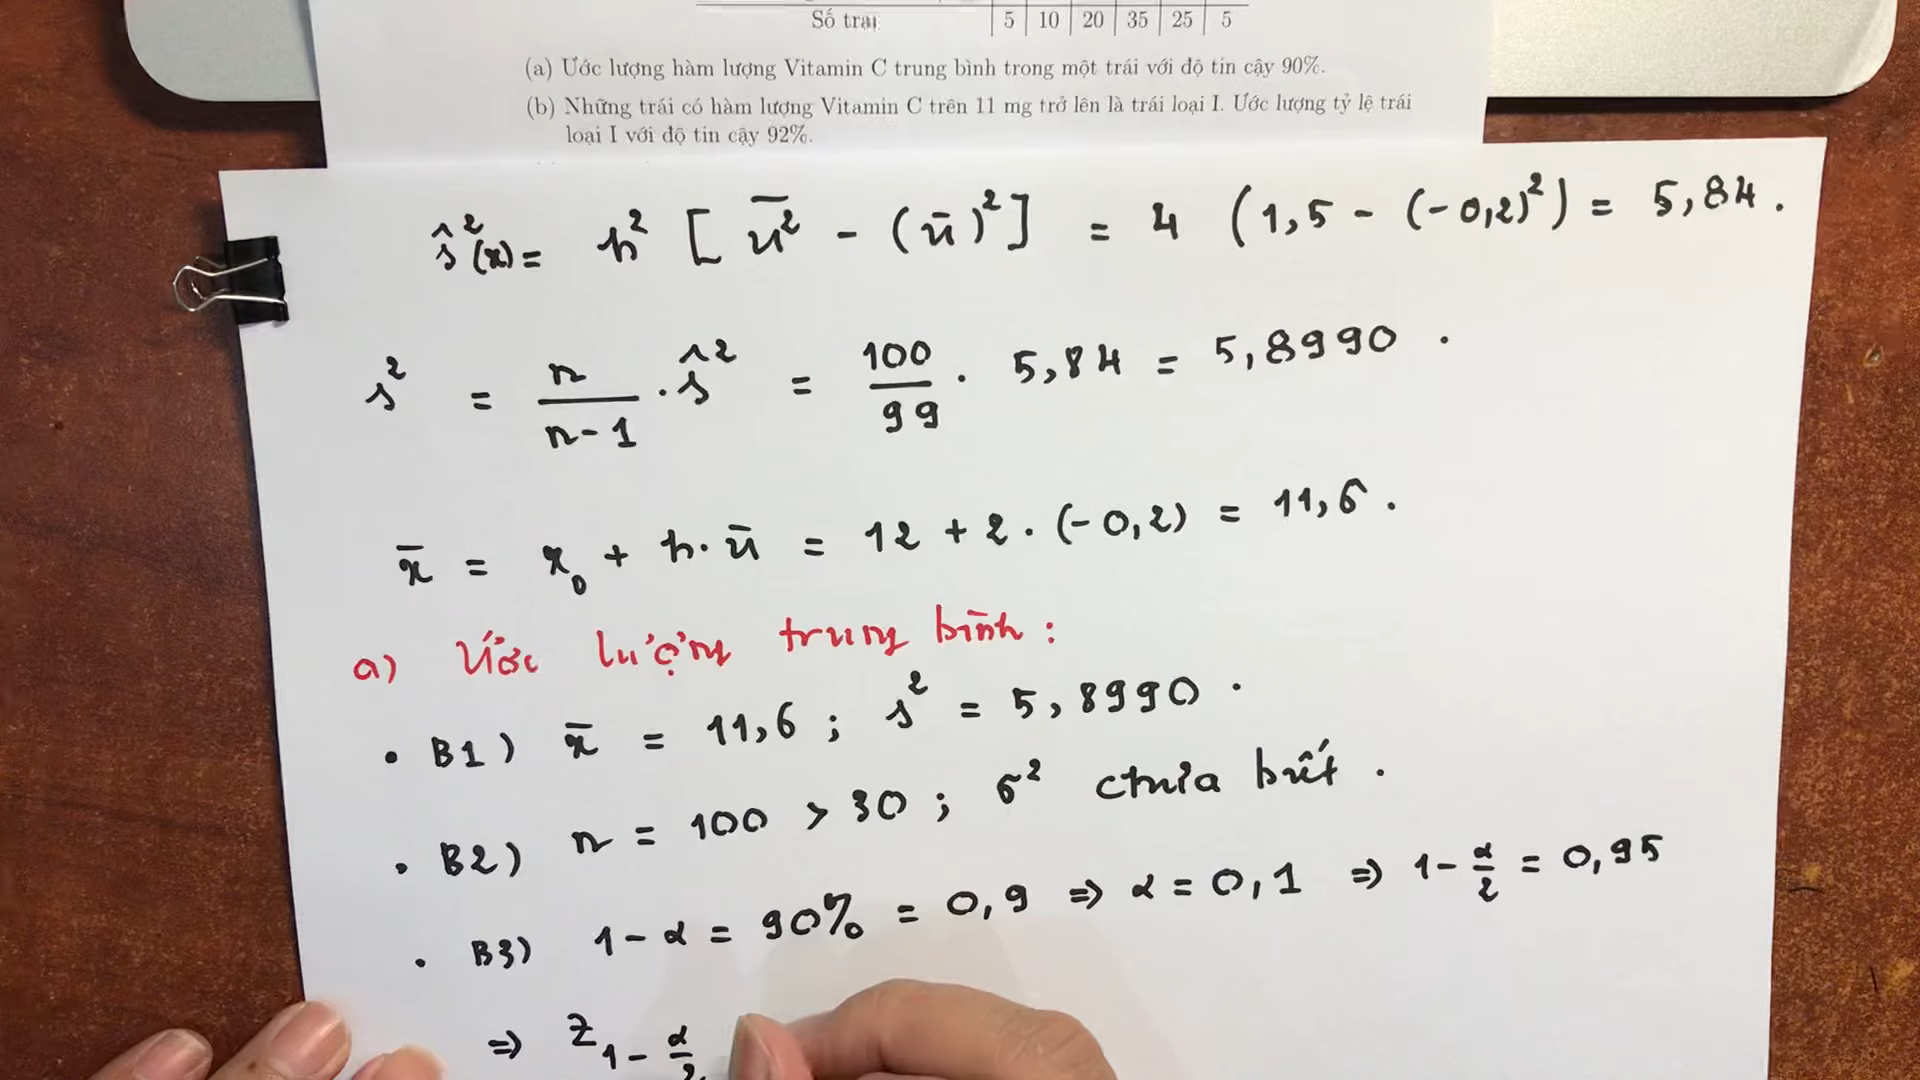 Số trái 5 10 20 35 25 5
(a) Ước lượng hàm lượng Vitamin C trung bình trong một trái với độ tin cậy 90%.
(b) Những trái có hàm lượng Vitamin C trên 11 mg trở lên là trái loại I. Ước lượng tỷ lệ trái
loại I với độ tin cậy 92%.
ŝ²(x) = h² [ u̅² - (ū)² ] = 4 (1,5 - (-0,2)²) = 5,84.
s² = n/(n-1) · ŝ² = 100/99 · 5,84 = 5,8990.
x̄ = x₀ + h·ū = 12 + 2·(-0,2) = 11,6.
a) Ước lượng trung bình:
• B1) x̄ = 11,6 ; s² = 5,8990.
• B2) n = 100 > 30 ; σ² chưa biết.
• B3) 1-α = 90% = 0,9 ⇒ α = 0,1 ⇒ 1-α/2 = 0,95
⇒ Z₁₋α/2